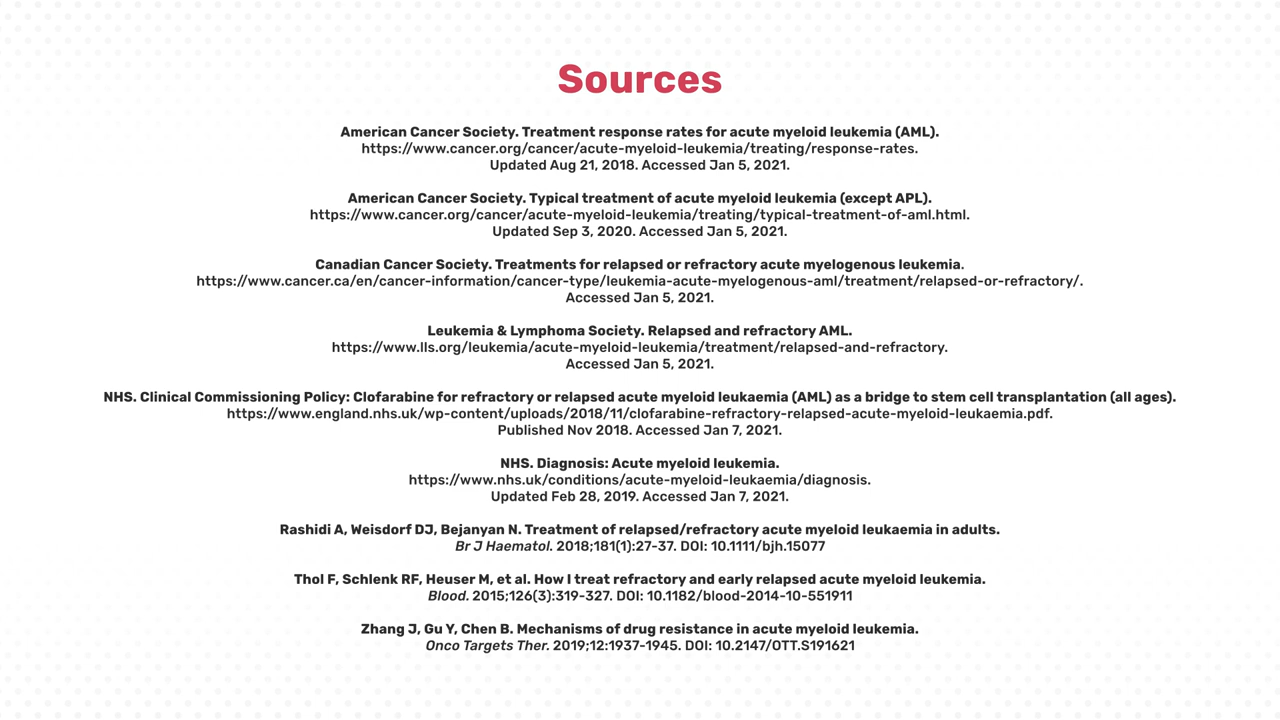 Sources
American Cancer Society. Treatment response rates for acute myeloid leukemia (AML).
https://www.cancer.org/cancer/acute-myeloid-leukemia/treating/response-rates.
Updated Aug 21, 2018. Accessed Jan 5, 2021.
American Cancer Society. Typical treatment of acute myeloid leukemia (except APL).
https://www.cancer.org/cancer/acute-myeloid-leukemia/treating/typical-treatment-of-aml.html.
Updated Sep 3, 2020. Accessed Jan 5, 2021.
Canadian Cancer Society. Treatments for relapsed or refractory acute myelogenous leukemia.
https://www.cancer.ca/en/cancer-information/cancer-type/leukemia-acute-myelogenous-aml/treatment/relapsed-or-refractory/.
Accessed Jan 5, 2021.
Leukemia & Lymphoma Society. Relapsed and refractory AML.
https://www.lls.org/leukemia/acute-myeloid-leukemia/treatment/relapsed-and-refractory.
Accessed Jan 5, 2021.
NHS. Clinical Commissioning Policy: Clofarabine for refractory or relapsed acute myeloid leukaemia (AML) as a bridge to stem cell transplantation (all ages).
https://www.england.nhs.uk/wp-content/uploads/2018/11/clofarabine-refractory-relapsed-acute-myeloid-leukaemia.pdf.
Published Nov 2018. Accessed Jan 7, 2021.
NHS. Diagnosis: Acute myeloid leukemia.
https://www.nhs.uk/conditions/acute-myeloid-leukaemia/diagnosis.
Updated Feb 28, 2019. Accessed Jan 7, 2021.
Rashidi A, Weisdorf DJ, Bejanyan N. Treatment of relapsed/refractory acute myeloid leukaemia in adults.
Br J Haematol. 2018;181(1):27-37. DOI: 10.1111/bjh.15077
Thol F, Schlenk RF, Heuser M, et al. How I treat refractory and early relapsed acute myeloid leukemia.
Blood. 2015;126(3):319-327. DOI: 10.1182/blood-2014-10-551911
Zhang J, Gu Y, Chen B. Mechanisms of drug resistance in acute myeloid leukemia.
Onco Targets Ther. 2019;12:1937-1945. DOI: 10.2147/OTT.S191621